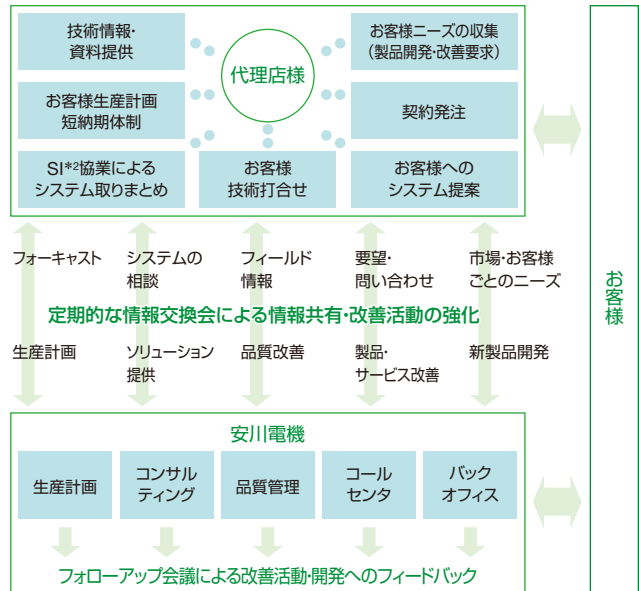 技術情報・
資料提供
代理店様
お客様ニーズの収集
(製品開発・改善要求)
お客様生産計画
短納期体制
契約発注
SI*2協業による
システム取りまとめ
お客様
技術打合せ
お客様への
システム提案
フォーキャスト
システムの
相談
フィールド
情報
要望・
問い合わせ
市場・お客様
ごとのニーズ
定期的な情報交換会による情報共有・改善活動の強化
生産計画
ソリューション
提供
品質改善
製品・
サービス改善
新製品開発
お客様
安川電機
生産計画
コンサル
ティング
品質管理
コール
センタ
バック
オフィス
フォローアップ会議による改善活動・開発へのフィードバック